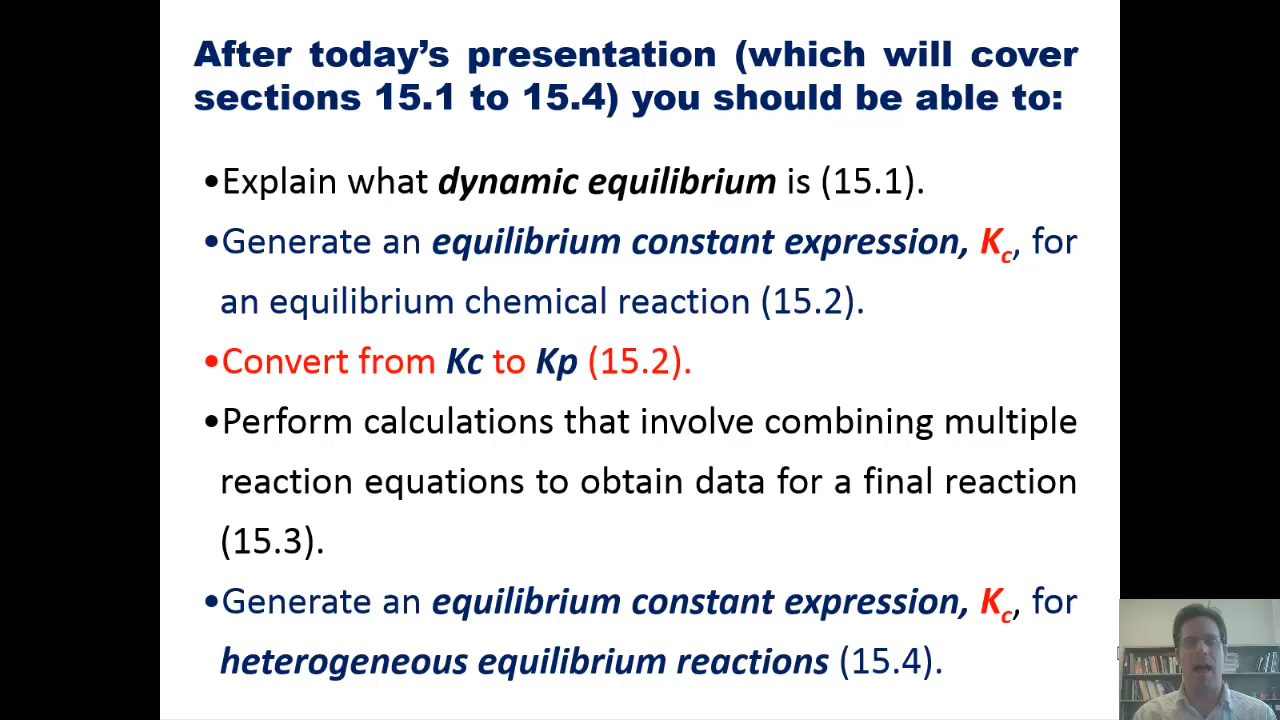 After today’s presentation (which will cover
sections 15.1 to 15.4) you should be able to:
•Explain what dynamic equilibrium is (15.1).
•Generate an equilibrium constant expression, Kc, for
an equilibrium chemical reaction (15.2).
•Convert from Kc to Kp (15.2).
•Perform calculations that involve combining multiple
reaction equations to obtain data for a final reaction
(15.3).
•Generate an equilibrium constant expression, Kc, for
heterogeneous equilibrium reactions (15.4).